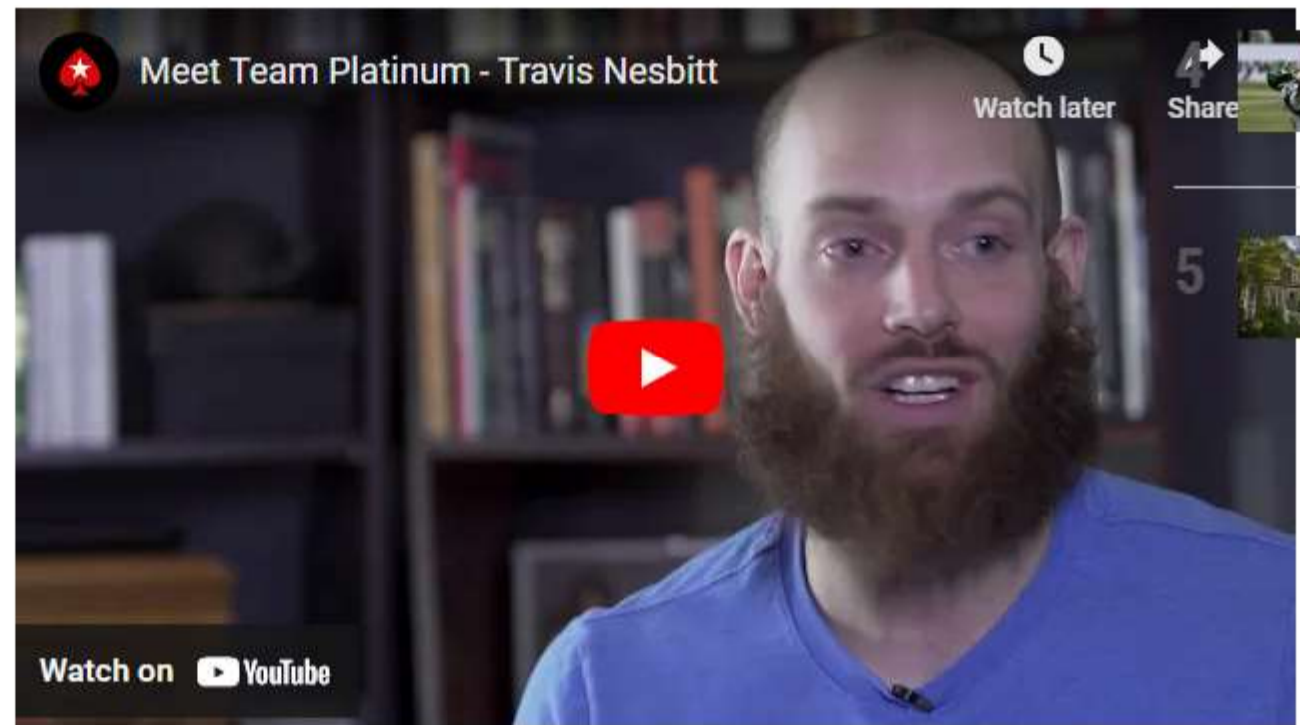 Meet Team Platinum - Travis Nesbitt
Watch later
Share
4
5
Watch on YouTube